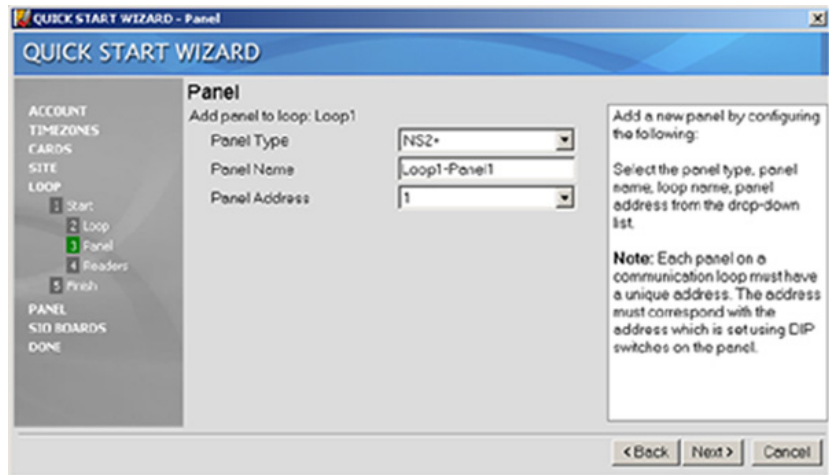 QUICK START WIZARD - Panel
QUICK START WIZARD
ACCOUNT
TIMEZONES
CARDS
SITE
LOOP
1 Start
2 Loop
3 Panel
4 Readers
5 Finish
PANEL
SIO BOARDS
DONE
Panel
Add panel to loop: Loop1
Panel Type NS2+
Panel Name Loop1-Panel1
Panel Address 1
Add a new panel by configuring
the following:
Select the panel type, panel
name, loop name, panel
address from the drop-down
list.
Note: Each panel on a
communication loop must have
a unique address. The address
must correspond with the
address which is set using DIP
switches on the panel.
<Back Next> Cancel